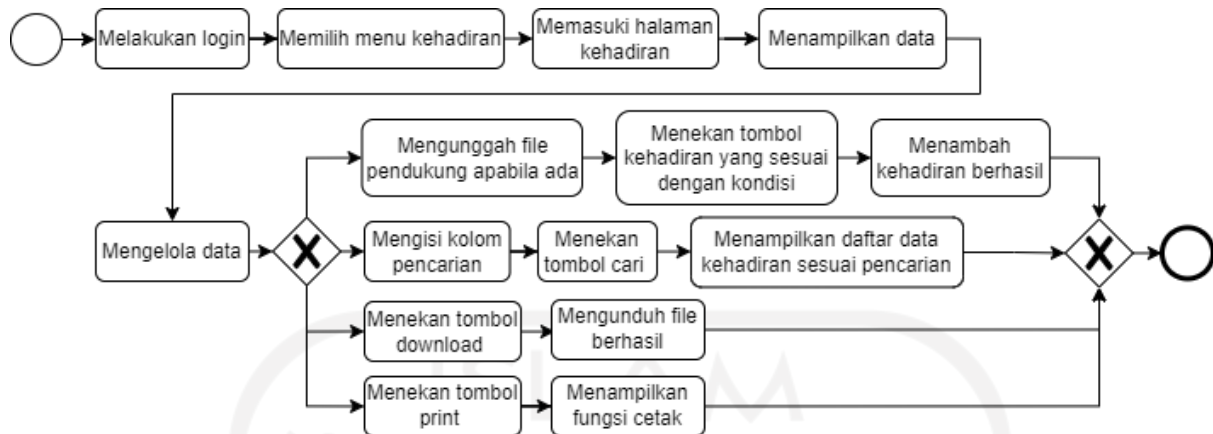 Melakukan login
Memilih menu kehadiran
Memasuki halaman
kehadiran
Menampilkan data
Mengunggah file
pendukung apabila ada
Menekan tombol
kehadiran yang sesuai
dengan kondisi
Menambah
kehadiran berhasil
Mengelola data
Mengisi kolom
pencarian
Menekan
tombol cari
Menampilkan daftar data
kehadiran sesuai pencarian
Menekan tombol
download
Mengunduh file
berhasil
Menekan tombol
print
Menampilkan
fungsi cetak
ISLAM